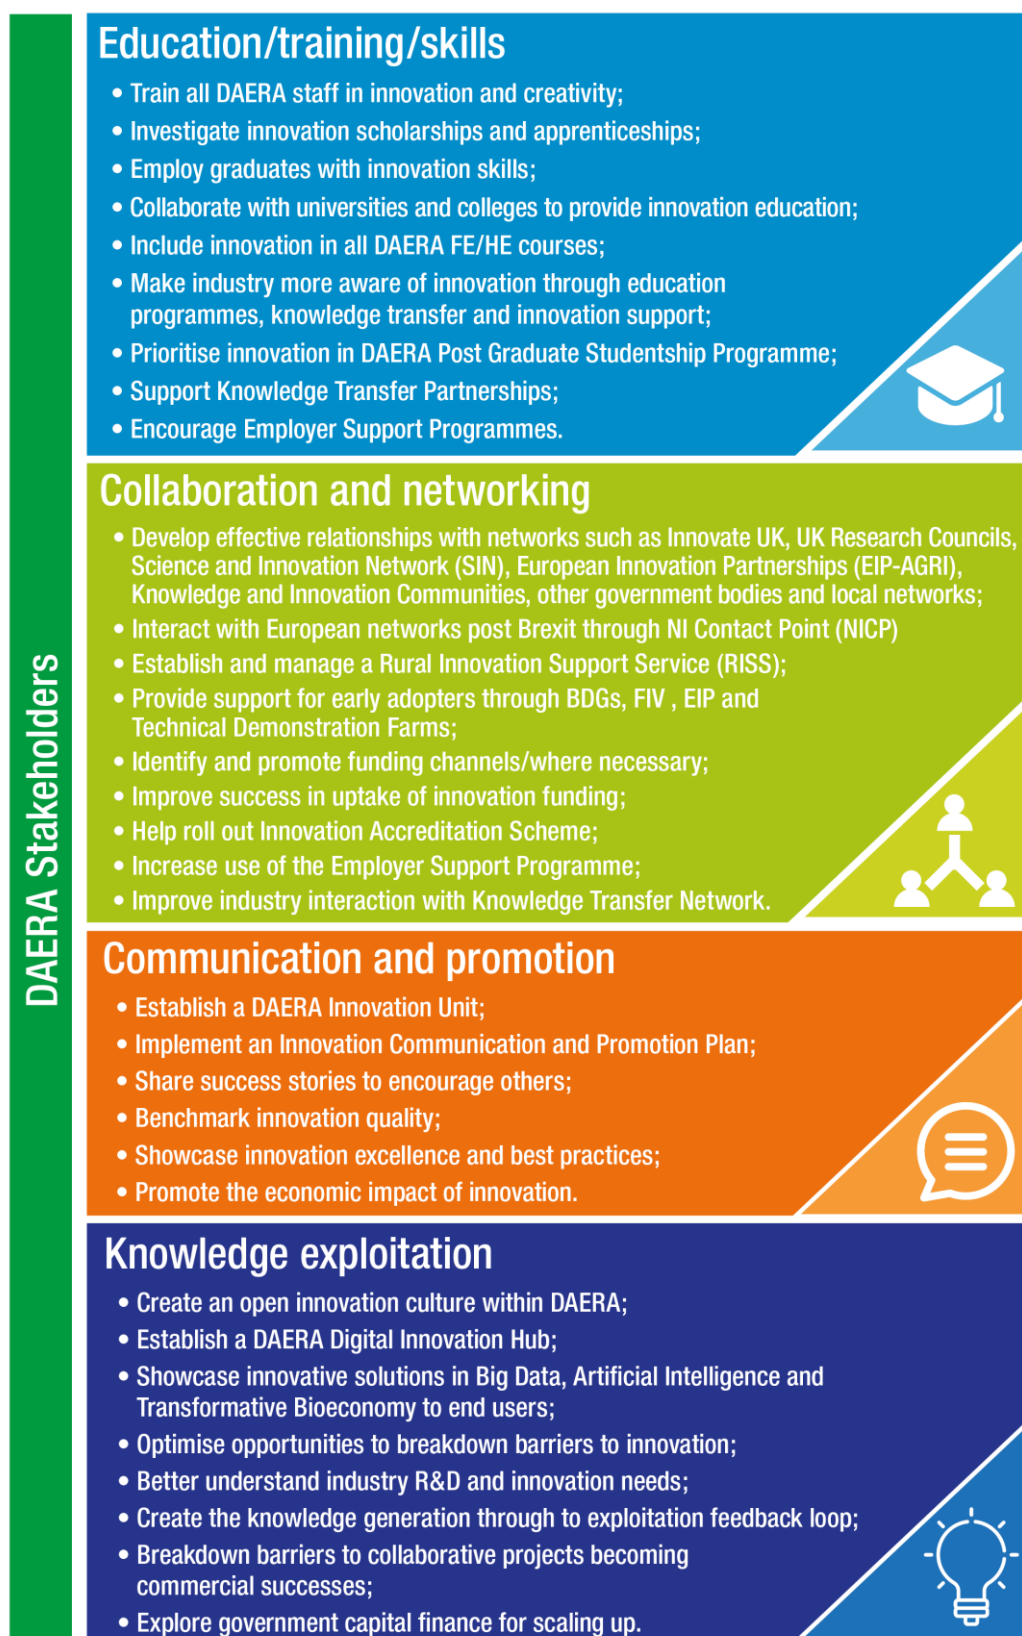 DAERA Stakeholders
Education/training/skills
• Train all DAERA staff in innovation and creativity;
• Investigate innovation scholarships and apprenticeships;
• Employ graduates with innovation skills;
• Collaborate with universities and colleges to provide innovation education;
• Include innovation in all DAERA FE/HE courses;
• Make industry more aware of innovation through education
programmes, knowledge transfer and innovation support;
• Prioritise innovation in DAERA Post Graduate Studentship Programme;
• Support Knowledge Transfer Partnerships;
• Encourage Employer Support Programmes.
Collaboration and networking
• Develop effective relationships with networks such as Innovate UK, UK Research Councils,
Science and Innovation Network (SIN), European Innovation Partnerships (EIP-AGRI),
Knowledge and Innovation Communities, other government bodies and local networks;
• Interact with European networks post Brexit through NI Contact Point (NICP)
• Establish and manage a Rural Innovation Support Service (RISS);
• Provide support for early adopters through BDGs, FIV , EIP and
Technical Demonstration Farms;
• Identify and promote funding channels/where necessary;
• Improve success in uptake of innovation funding;
• Help roll out Innovation Accreditation Scheme;
• Increase use of the Employer Support Programme;
• Improve industry interaction with Knowledge Transfer Network.
Communication and promotion
• Establish a DAERA Innovation Unit;
• Implement an Innovation Communication and Promotion Plan;
• Share success stories to encourage others;
• Benchmark innovation quality;
• Showcase innovation excellence and best practices;
• Promote the economic impact of innovation.
Knowledge exploitation
• Create an open innovation culture within DAERA;
• Establish a DAERA Digital Innovation Hub;
• Showcase innovative solutions in Big Data, Artificial Intelligence and
Transformative Bioeconomy to end users;
• Optimise opportunities to breakdown barriers to innovation;
• Better understand industry R&D and innovation needs;
• Create the knowledge generation through to exploitation feedback loop;
• Breakdown barriers to collaborative projects becoming
commercial successes;
• Explore government capital finance for scaling up.